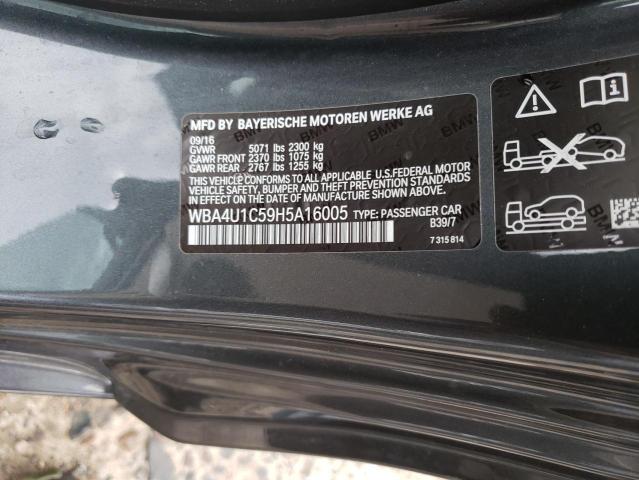 MFD BY BAYERISCHE MOTOREN WERKE AG
09/16
GVWR 5071 lbs 2300 kg
GAWR FRONT 2370 lbs 1075 kg
GAWR REAR 2767 lbs 1255 kg
THIS VEHICLE CONFORMS TO ALL APPLICABLE U.S.FEDERAL MOTOR
VEHICLE SAFETY, BUMPER AND THEFT PREVENTION STANDARDS IN
EFFECT ON THE DATE OF MANUFACTURE SHOWN ABOVE.
WBA4U1C59H5A16005 TYPE: PASSENGER CAR
B39/7
7 315 814